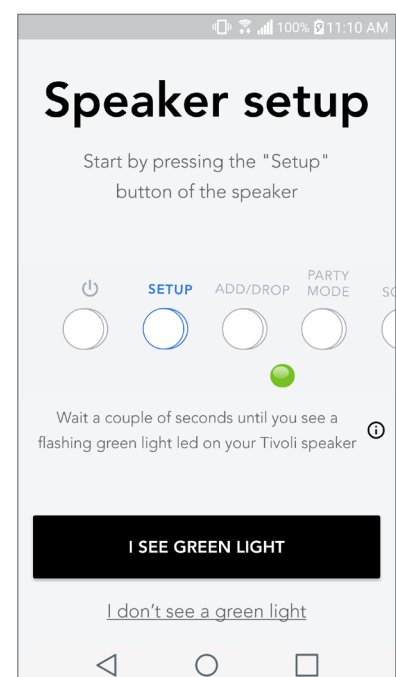 100% 11:10 AM
Speaker setup
Start by pressing the "Setup"
button of the speaker
SETUP ADD/DROP PARTY
MODE
Wait a couple of seconds until you see a
flashing green light led on your Tivoli speaker
I SEE GREEN LIGHT
I don't see a green light